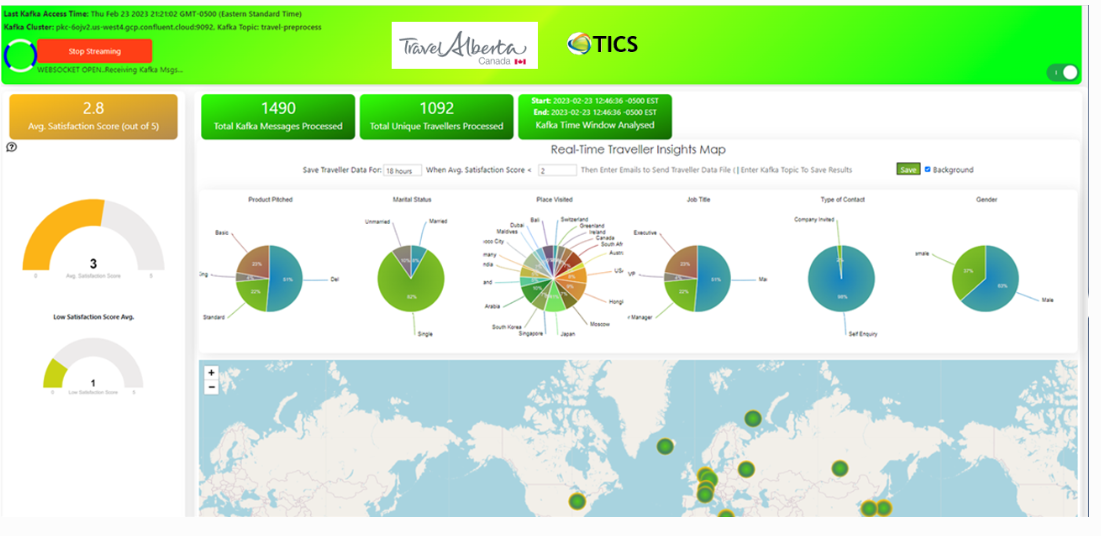 Last Kafka Access Time: Thu Feb 23 2023 21:21:02 GMT-0500 (Eastern Standard Time)
Kafka Cluster: pkc-6ojv2.us-west4.gcp.confluent.cloud:9092, Kafka Topic: travel-preprocess
Stop Streaming
WEBSOCKET OPEN..Receiving Kafka Msgs...
Travel Alberta
Canada
TICS
2.8
Avg. Satisfaction Score (out of 5)
1490
Total Kafka Messages Processed
1092
Total Unique Travellers Processed
Start: 2023-02-23 12:46:36 -0500 EST
End: 2023-02-23 12:46:36 -0500 EST
Kafka Time Window Analysed
Real-Time Traveller Insights Map
Save Traveller Data For: 18 hours When Avg. Satisfaction Score < 2 Then Enter Emails to Send Traveller Data File ( | Enter Kafka Topic To Save Results Save Background
3
0 Avg. Satisfaction Score 5
Low Satisfaction Score Avg.
1
Low Satisfaction Score
Product Pitched
Basic
Del
Standard
23%
51%
22%
Marital Status
Unmarried
Married
Single
82%
Place Visited
Bali
Switzerland
Dubai
Greenland
Maldives
Ireland
Canada
oco City
South Afr
many
Austr
ndia
US
and
Hongl
Arabia
Moscow
South Korea
Singapore
Japan
Job Title
Executive
VP
Ma
r Manager
23%
51%
22%
Type of Contact
Company Invited
98%
Self Enquiry
Gender
emale
37%
63%
Male
+
−